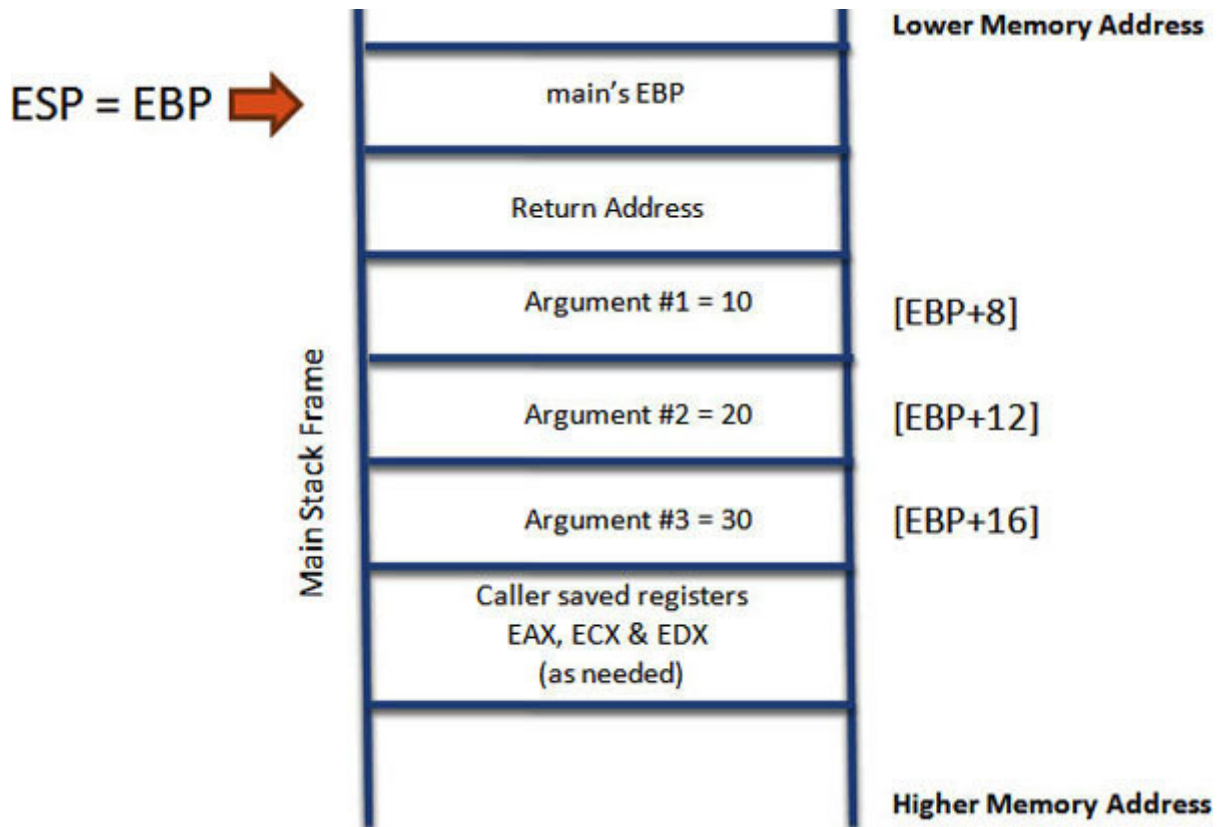 Lower Memory Address
ESP = EBP
main's EBP
Return Address
Argument #1 = 10
[EBP+8]
Argument #2 = 20
[EBP+12]
Argument #3 = 30
[EBP+16]
Main Stack Frame
Caller saved registers
EAX, ECX & EDX
(as needed)
Higher Memory Address